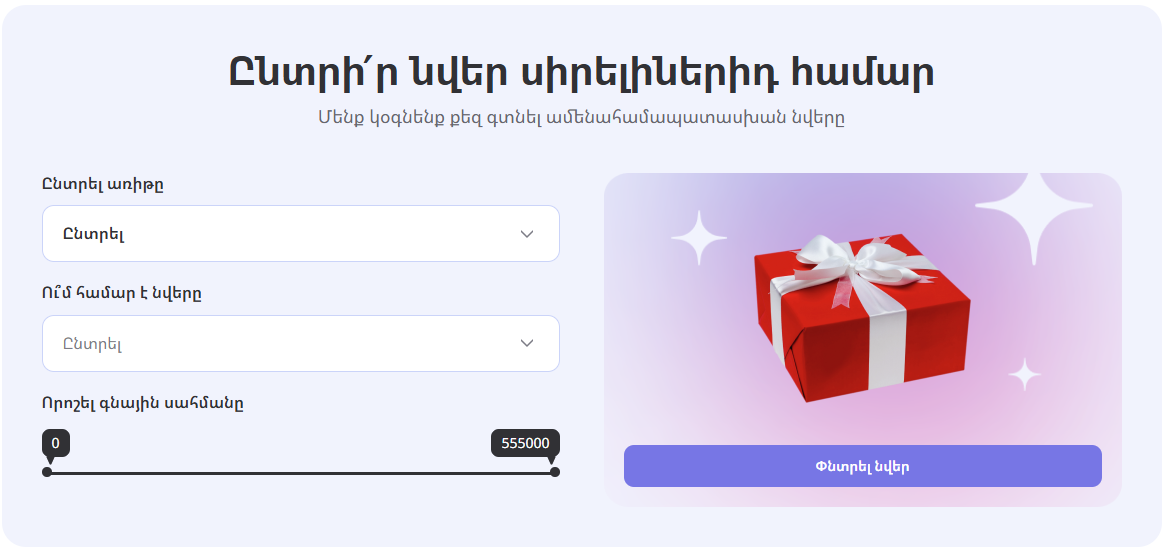 Ընտրի՛ր նվեր սիրելիներիդ համար
Մենք կօգնենք քեզ գտնել ամենահամապատասխան նվերը
Ընտրել առիթը
Ընտրել
Ու՞մ համար է նվերը
Ընտրել
Որոշել գնային սահմանը
0
555000
Փնտրել նվեր